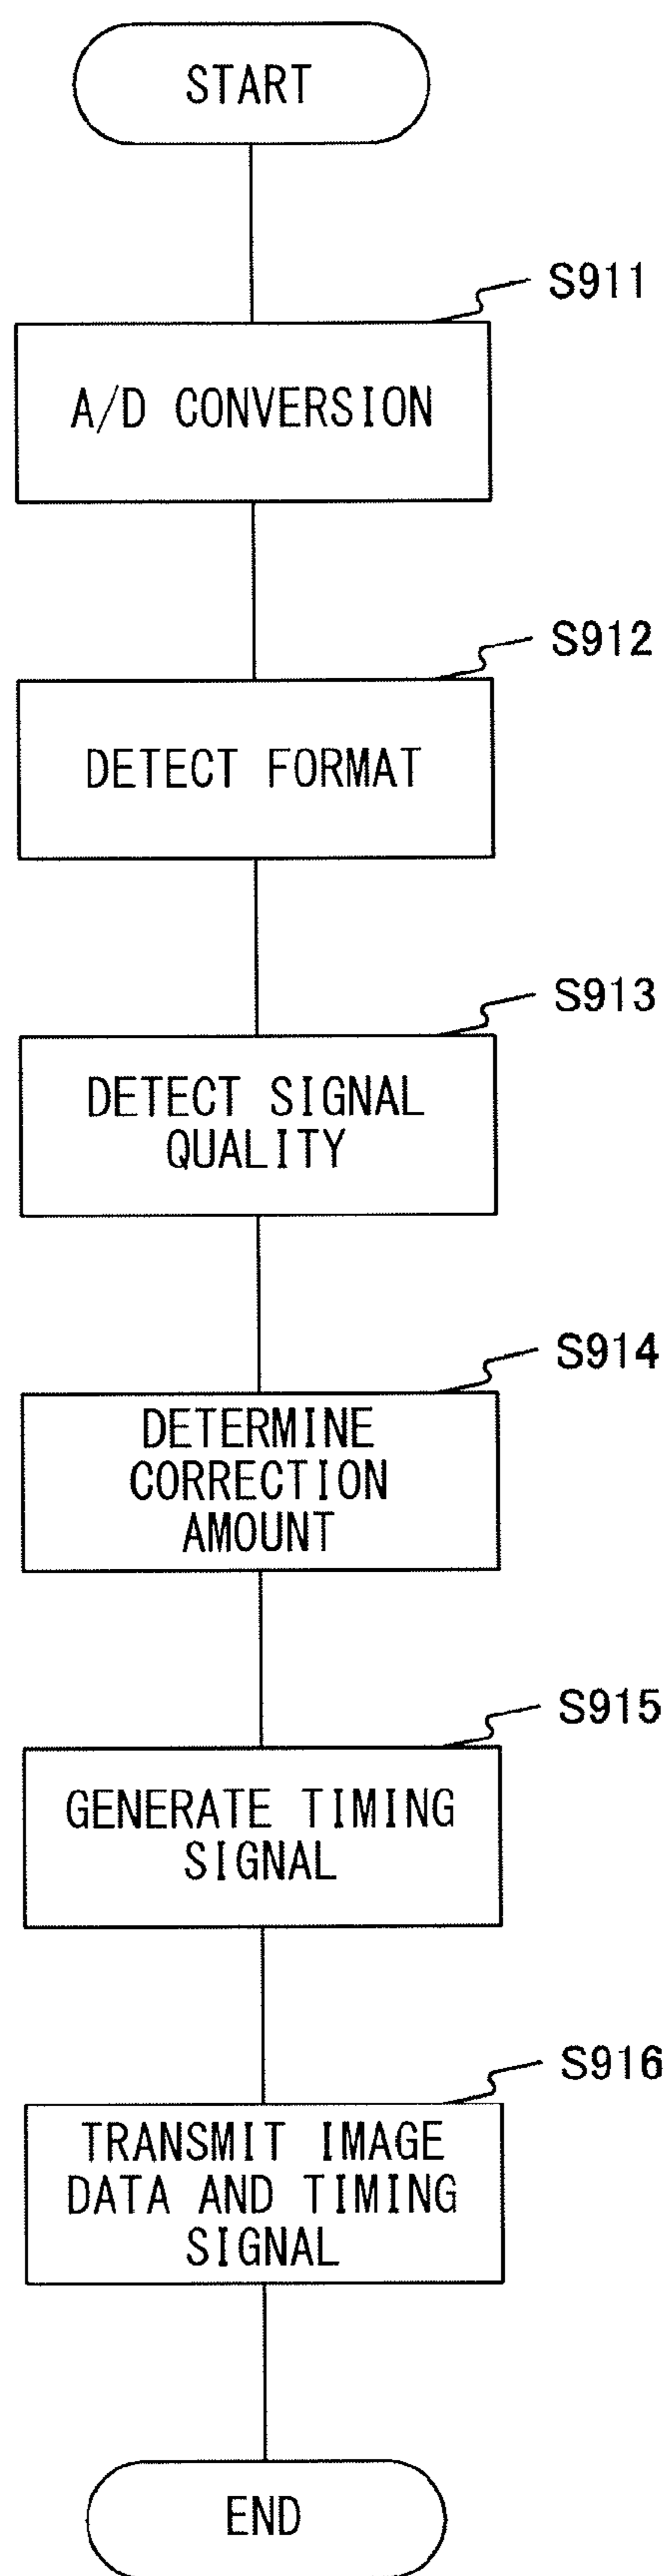 START
S911
A/D CONVERSION
S912
DETECT FORMAT
S913
DETECT SIGNAL
QUALITY
S914
DETERMINE
CORRECTION
AMOUNT
S915
GENERATE TIMING
SIGNAL
S916
TRANSMIT IMAGE
DATA AND TIMING
SIGNAL
END